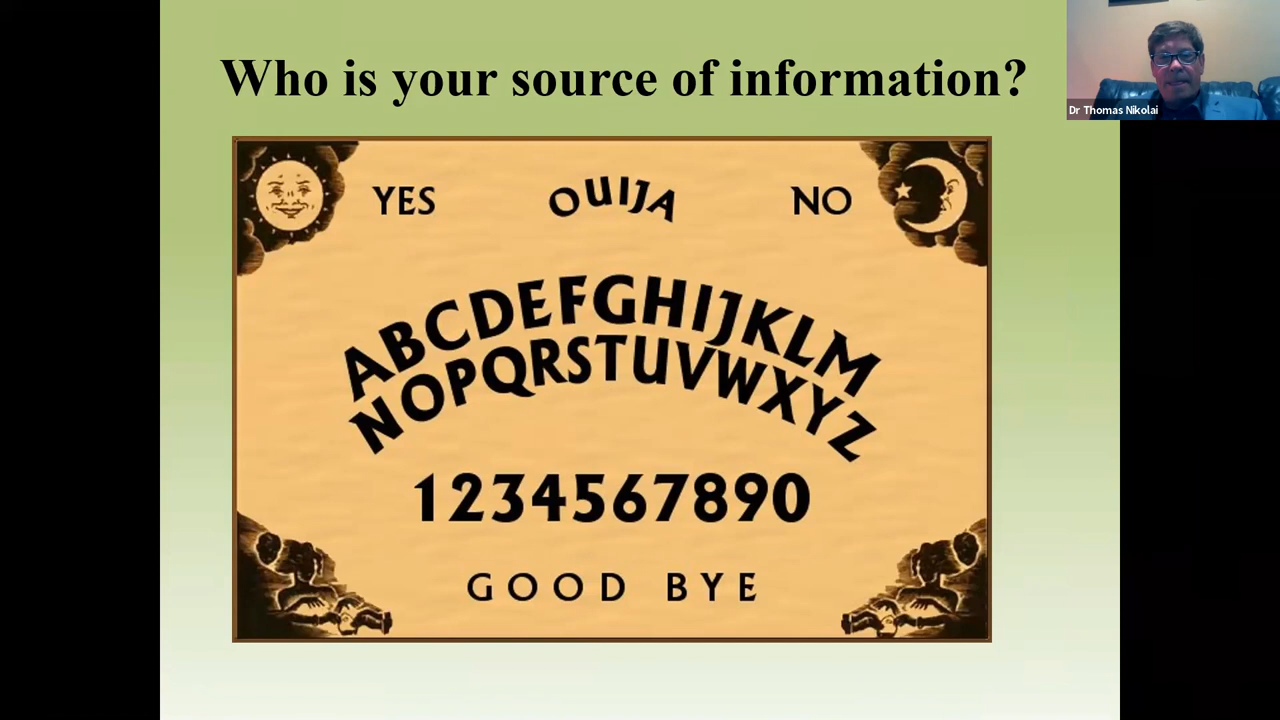 Who is your source of information?
Dr Thomas Nikolai
YES OUIJA NO
ABCDEFGHIJKLM
NOPQRSTUVWXYZ
1234567890
GOOD BYE